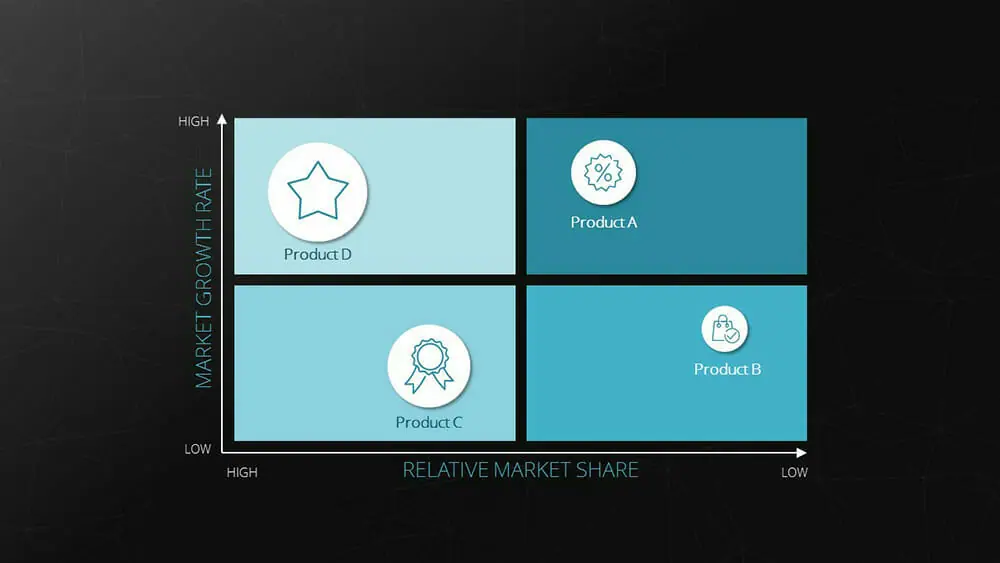 HIGH
MARKET GROWTH RATE
Product D
Product A
Product C
Product B
LOW
HIGH
RELATIVE MARKET SHARE
LOW